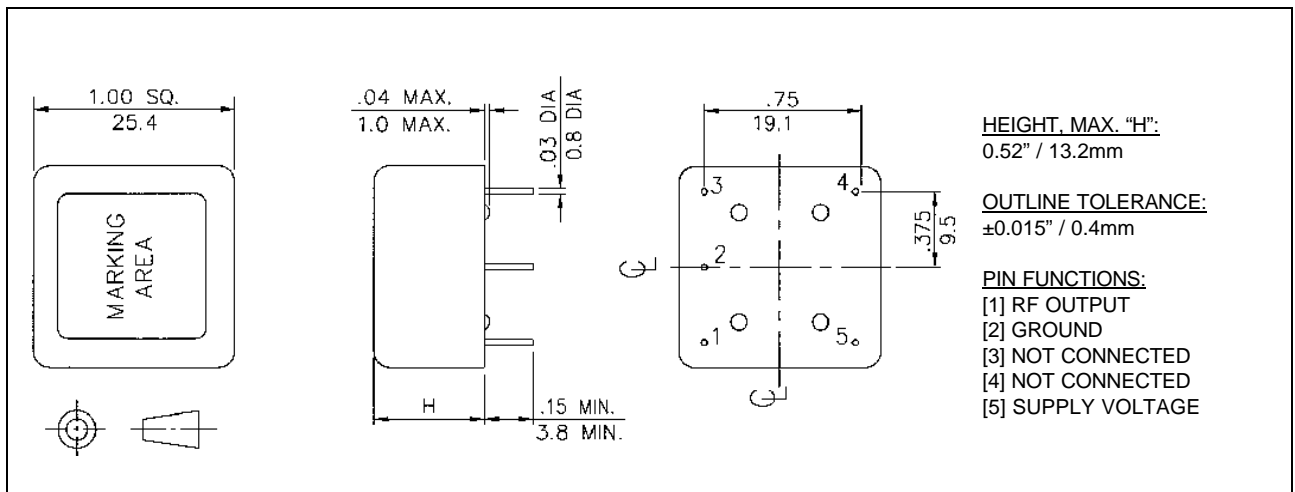 1.00 SQ.
25.4
MARKING
AREA
.04 MAX.
1.0 MAX.
.03 DIA
0.8 DIA
H
.15 MIN.
3.8 MIN.
.75
19.1
3
4
2
1
5
.375
9.5
CL
CL
HEIGHT, MAX. “H”:
0.52” / 13.2mm
OUTLINE TOLERANCE:
±0.015” / 0.4mm
PIN FUNCTIONS:
[1] RF OUTPUT
[2] GROUND
[3] NOT CONNECTED
[4] NOT CONNECTED
[5] SUPPLY VOLTAGE